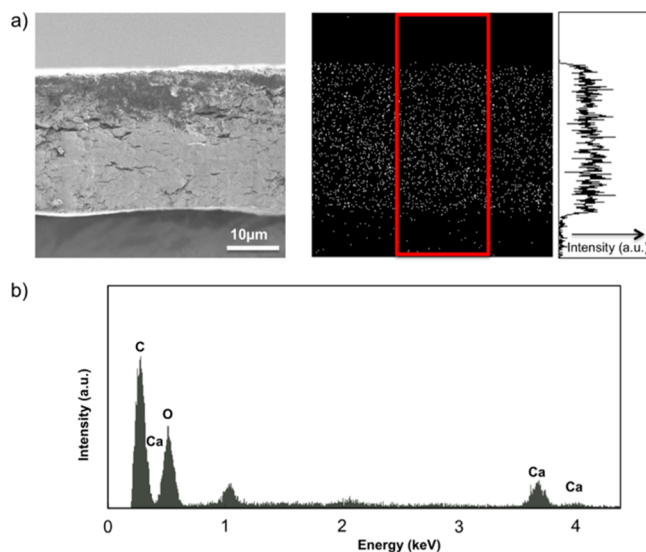 a)
10µm
Intensity (a.u.)
b)
Intensity (a.u.)
C
Ca
O
Ca
Ca
0
1
2
3
4
Energy (keV)